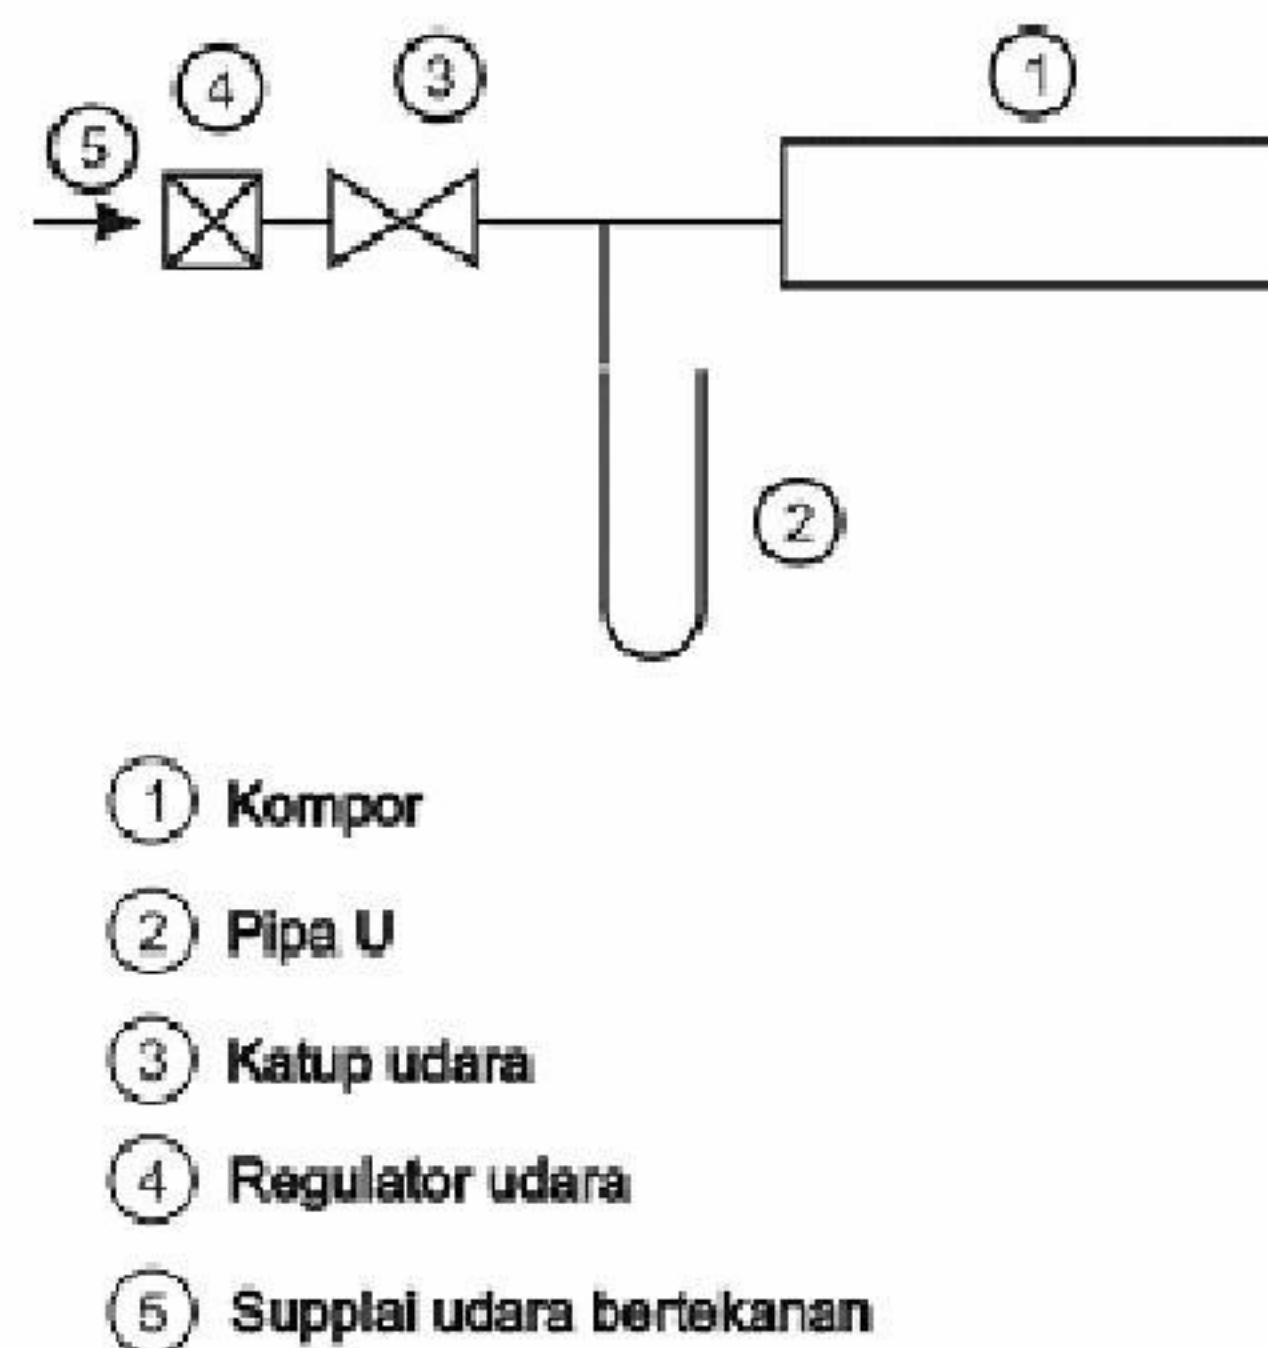 4
3
1
5
2
1 Kompor
2 Pipa U
3 Katup udara
4 Regulator udara
5 Supplai udara bertekanan